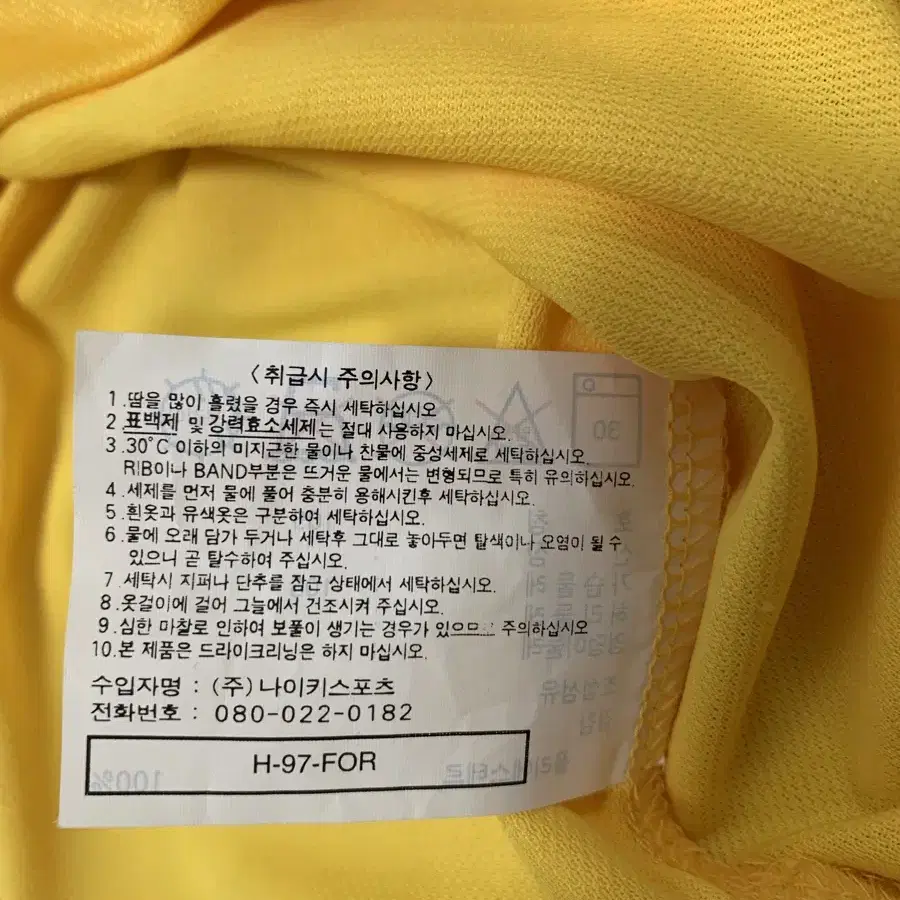 〈취급시 주의사항〉
1.땀을 많이 흘렸을 경우 즉시 세탁하십시오
2 표백제 및 강력효소세제는 절대 사용하지 마십시오.
3.30°C 이하의 미지근한 물이나 찬물에 중성세제로 세탁하십시오.
RIB이나 BAND부분은 뜨거운 물에서는 변형되므로 특히 유의하십시오.
4.세제를 먼저 물에 풀어 충분히 용해시킨후 세탁하십시오.
5.흰옷과 유색옷은 구분하여 세탁하십시오.
6.물에 오래 담가 두거나 세탁후 그대로 놓아두면 탈색이나 오염이 될 수
있으니 곧 탈수하여 주십시오.
7.세탁시 지퍼나 단추를 잠근 상태에서 세탁하십시오.
8.옷걸이에 걸어 그늘에서 건조시켜 주십시오.
9.심한 마찰로 인하여 보풀이 생기는 경우가 주의하십시오
10.본 제품은 드라이크리닝은 하지 마십시오.
수입자명 : (주)나이키스포츠
전화번호 : 080-022-0182
H-97-FOR
30
폴리에스테르 100%